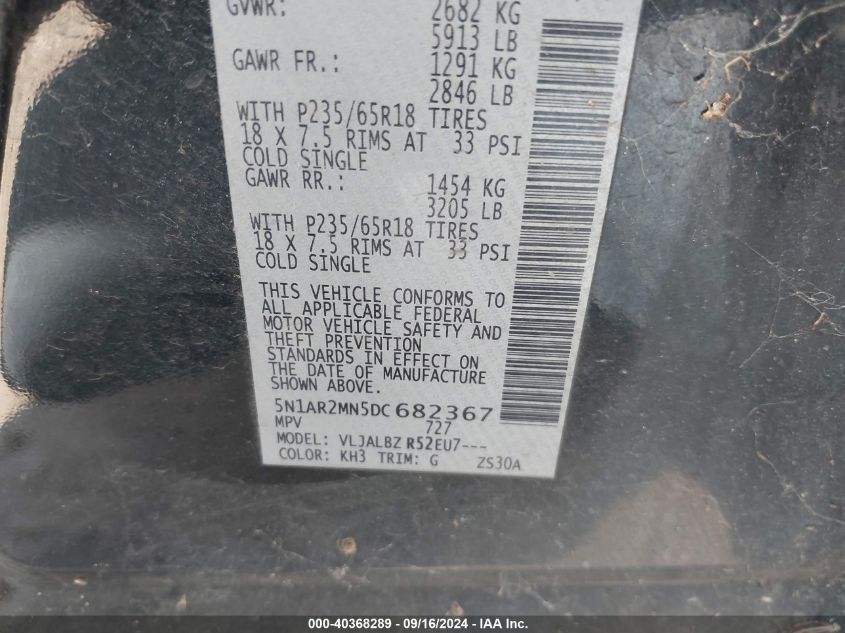 GVWR: 2682 KG
5913 LB
GAWR FR.: 1291 KG
2846 LB
WITH P235/65R18 TIRES
18 X 7.5 RIMS AT 33 PSI
COLD SINGLE
GAWR RR.: 1454 KG
3205 LB
WITH P235/65R18 TIRES
18 X 7.5 RIMS AT 33 PSI
COLD SINGLE
THIS VEHICLE CONFORMS TO
ALL APPLICABLE FEDERAL
MOTOR VEHICLE SAFETY AND
THEFT PREVENTION
STANDARDS IN EFFECT ON
THE DATE OF MANUFACTURE
SHOWN ABOVE.
5N1AR2MN5DC682367
MPV 727
MODEL: VLJALBZ R52EU7---
COLOR: KH3 TRIM: G ZS30A
000-40368289 - 09/16/2024 - IAA Inc.